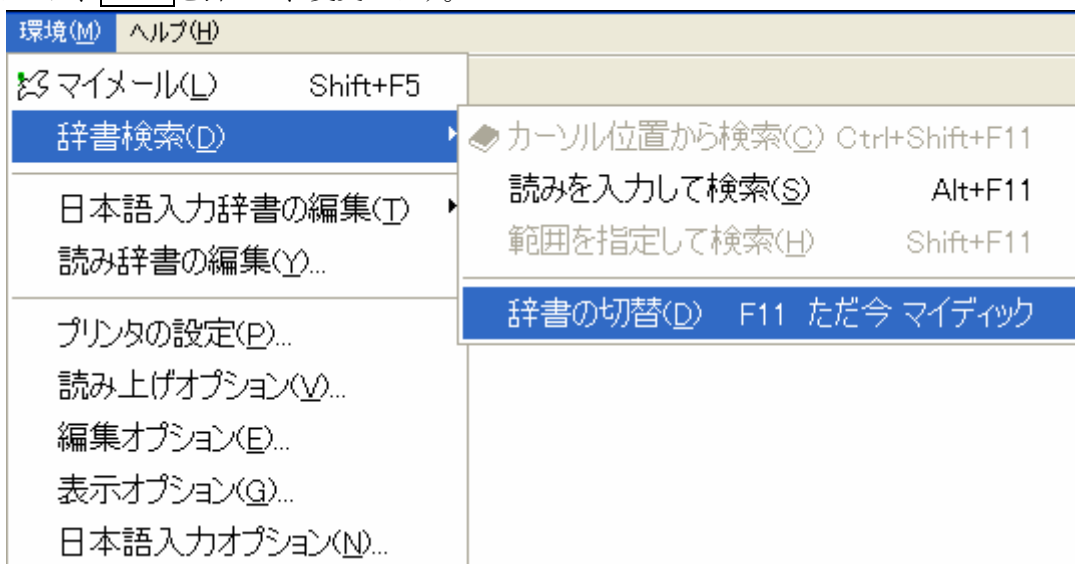 環境(M) ヘルプ(H)
マイメール(L) Shift+F5
辞書検索(D)
カーソル位置から検索(C) Ctrl+Shift+F11
読みを入力して検索(S) Alt+F11
範囲を指定して検索(H) Shift+F11
辞書の切替(D) F11 ただ今 マイディック
日本語入力辞書の編集(T)
読み辞書の編集(Y)...
プリンタの設定(P)...
読み上げオプション(V)...
編集オプション(E)...
表示オプション(G)...
日本語入力オプション(N)...